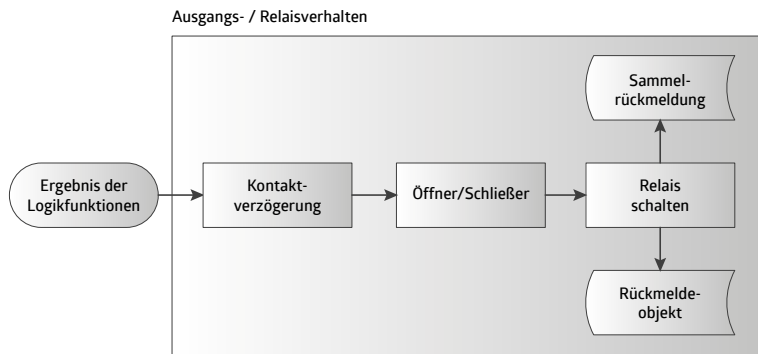 Ausgangs- / Relaisverhalten
Sammel-
rückmeldung
Ergebnis der
Logikfunktionen
Kontakt-
verzögerung
Öffner/Schließer
Relais
schalten
Rückmelde-
objekt